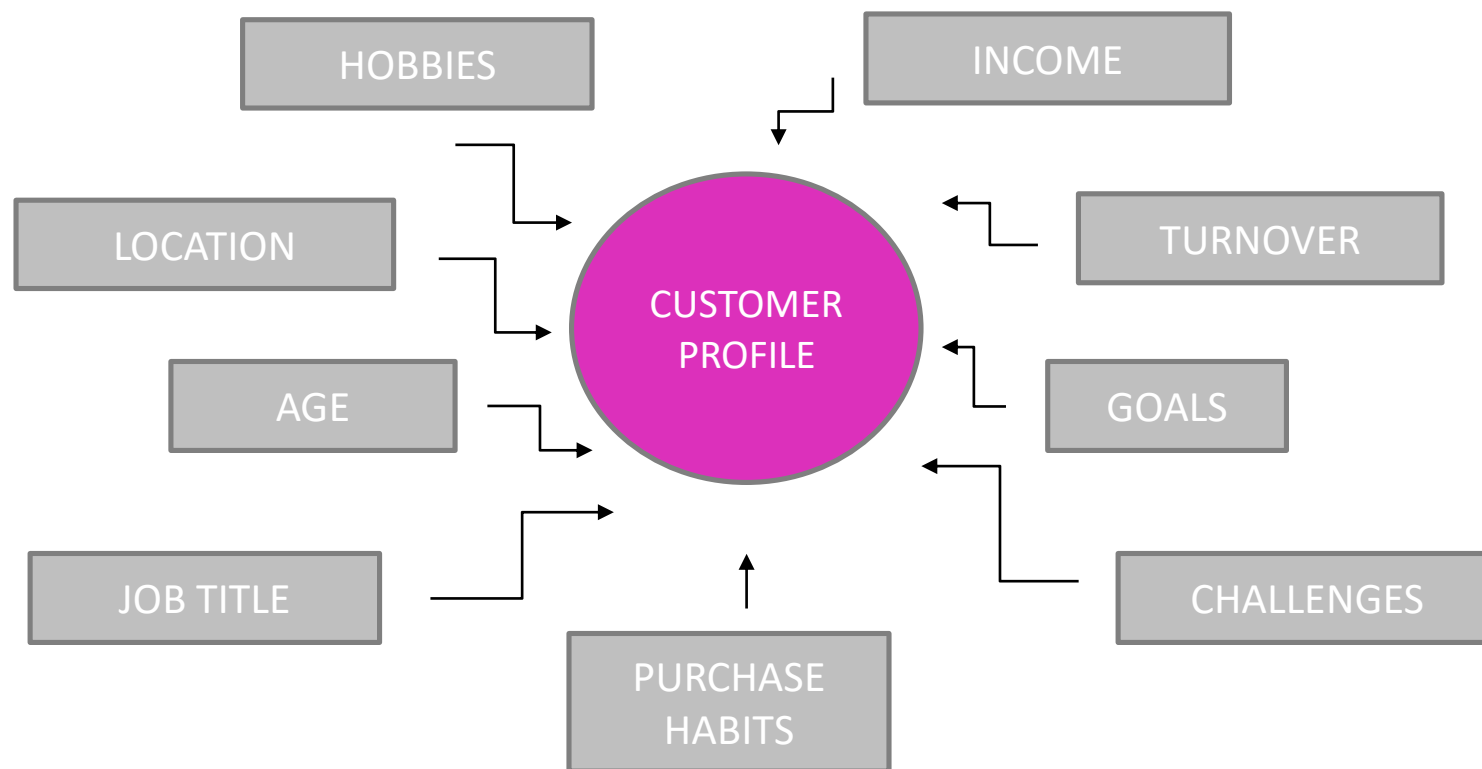 HOBBIES
INCOME
LOCATION
TURNOVER
CUSTOMER
PROFILE
AGE
GOALS
JOB TITLE
CHALLENGES
PURCHASE
HABITS